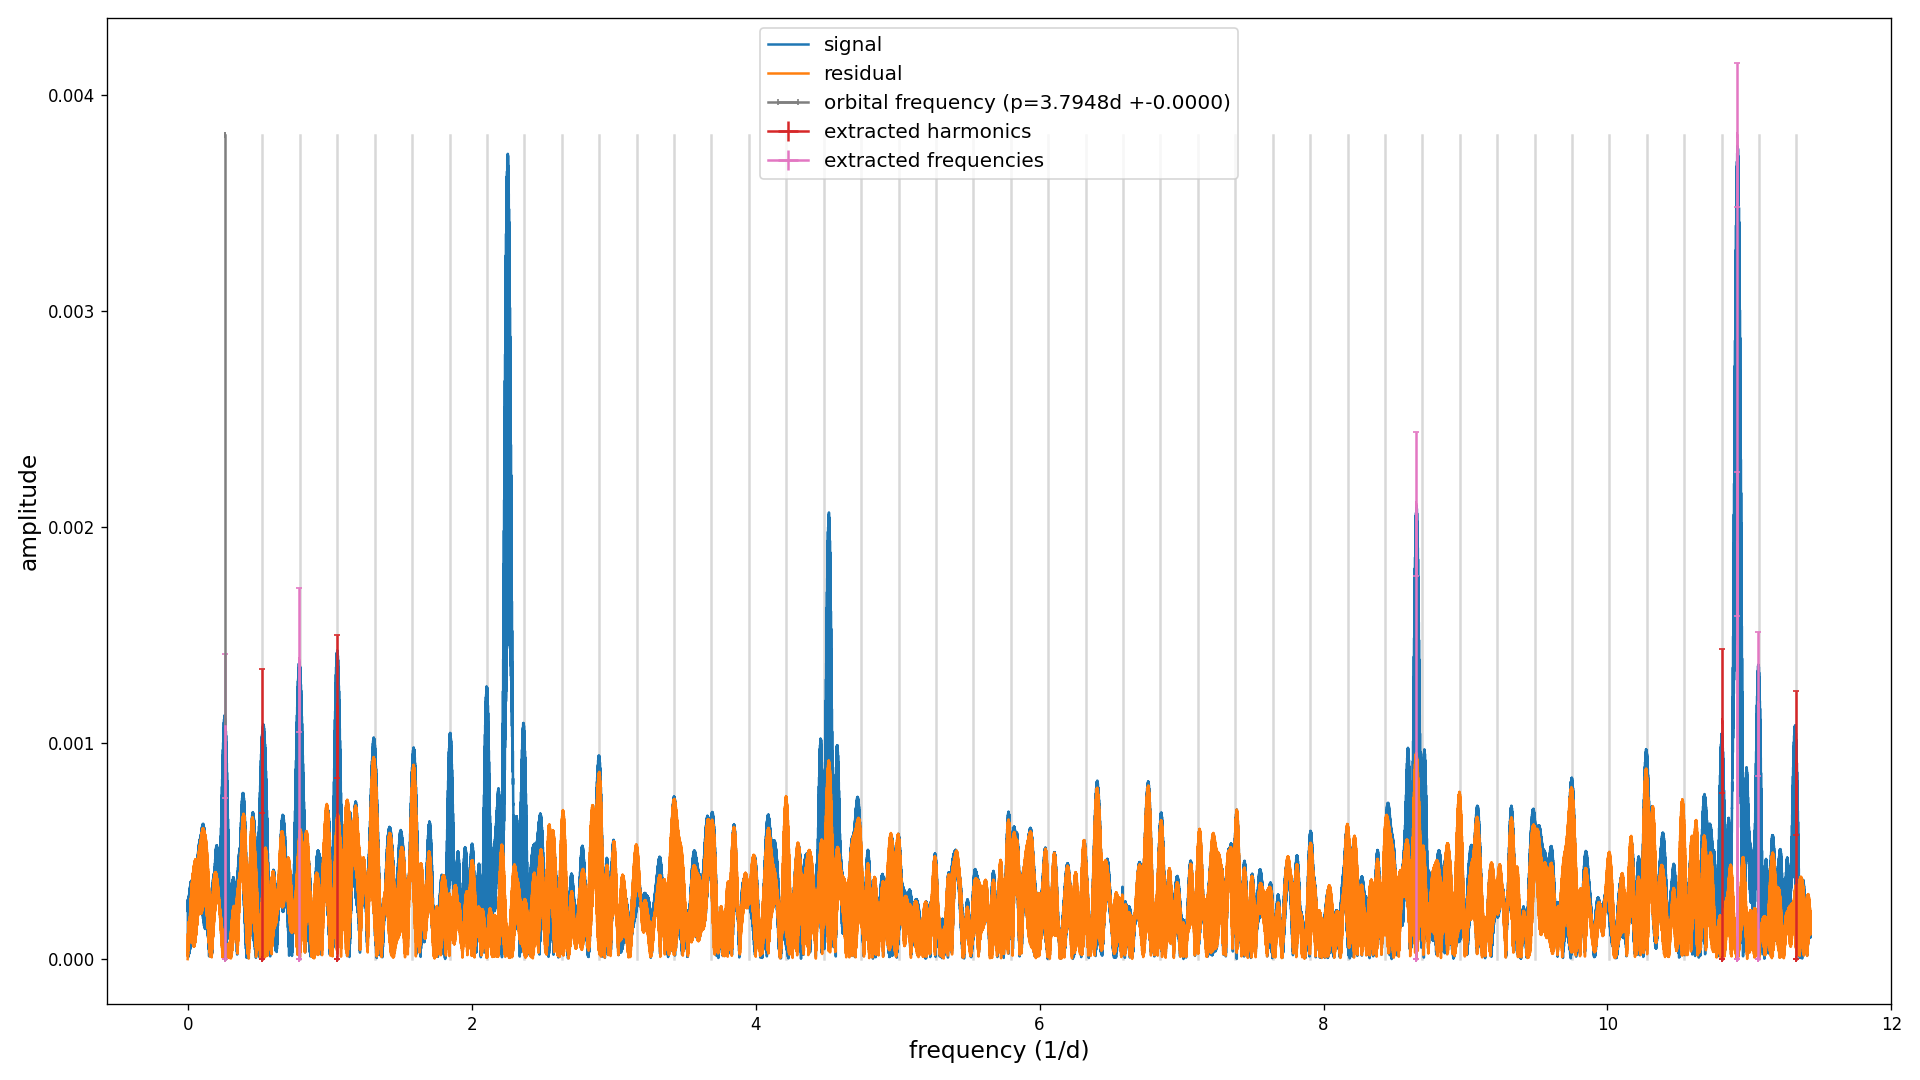 signal
residual
orbital frequency (p=3.7948d +-0.0000)
extracted harmonics
extracted frequencies
0.004
0.003
0.002
0.001
0.000
amplitude
0 2 4 6 8 10 12
frequency (1/d)